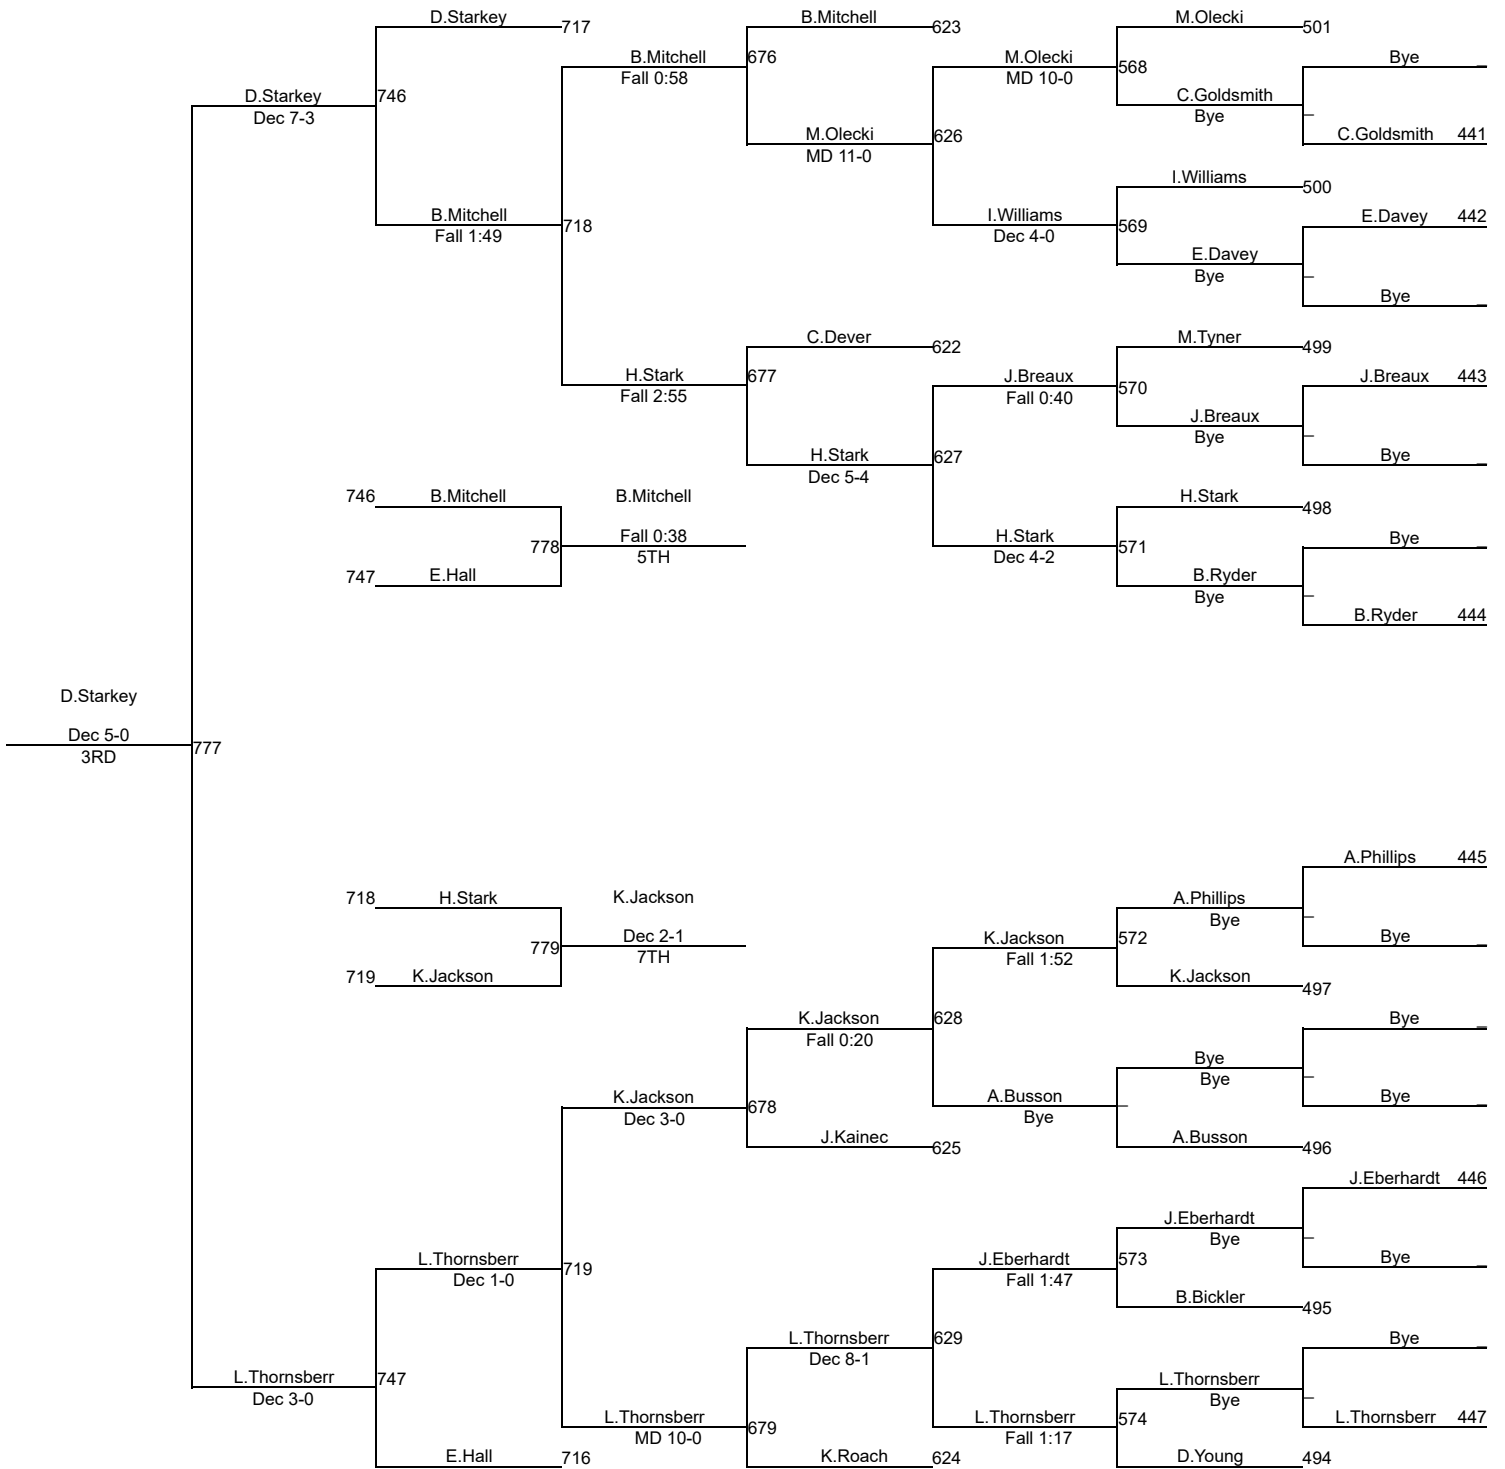 D.Starkey 717
B.Mitchell 623
M.Olecki 501
B.Mitchell 676
Fall 0:58
M.Olecki 568
MD 10-0
Bye
D.Starkey 746
Dec 7-3
C.Goldsmith
Bye
M.Olecki 626
MD 11-0
C.Goldsmith 441
I.Williams 500
B.Mitchell 718
Fall 1:49
I.Williams 569
Dec 4-0
E.Davey 442
E.Davey
Bye
Bye
C.Dever 622
M.Tyner 499
H.Stark 677
Fall 2:55
J.Breaux 570
Fall 0:40
J.Breaux 443
J.Breaux
Bye
H.Stark 627
Dec 5-4
Bye
746 B.Mitchell
B.Mitchell
H.Stark 498
778 Fall 0:38
5TH
H.Stark 571
Dec 4-2
Bye
747 E.Hall
B.Ryder
Bye
B.Ryder 444
D.Starkey
Dec 5-0 777
3RD
A.Phillips 445
718 H.Stark
K.Jackson
A.Phillips
Bye
779 Dec 2-1
7TH
K.Jackson 572
Fall 1:52
Bye
719 K.Jackson
K.Jackson 497
K.Jackson 628
Fall 0:20
Bye
Bye
Bye
K.Jackson 678
Dec 3-0
A.Busson
Bye
Bye
J.Kainec 625
A.Busson 496
J.Eberhardt 446
J.Eberhardt
Bye
L.Thornsberr 719
Dec 1-0
J.Eberhardt 573
Fall 1:47
Bye
B.Bickler 495
L.Thornsberr 629
Dec 8-1
Bye
L.Thornsberr 747
Dec 3-0
L.Thornsberr
Bye
L.Thornsberr 679
MD 10-0
L.Thornsberr 574
Fall 1:17
L.Thornsberr 447
E.Hall 716
K.Roach 624
D.Young 494